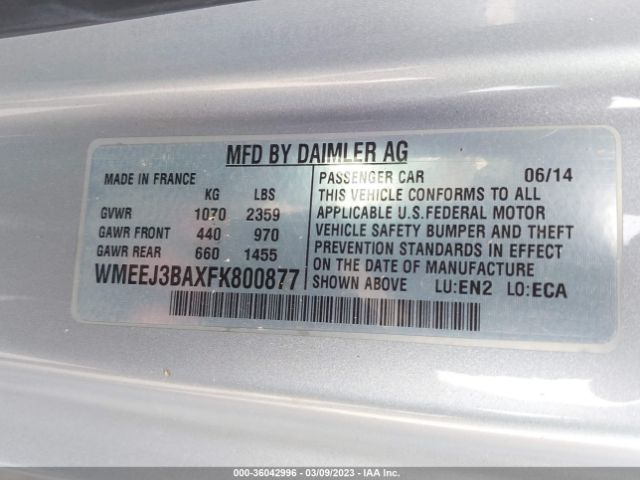 MFD BY DAIMLER AG
MADE IN FRANCE
KG LBS
GVWR 1070 2359
GAWR FRONT 440 970
GAWR REAR 660 1455
WMEEJ3BAXFK800877
PASSENGER CAR 06/14
THIS VEHICLE CONFORMS TO ALL
APPLICABLE U.S.FEDERAL MOTOR
VEHICLE SAFETY BUMPER AND THEFT
PREVENTION STANDARDS IN EFFECT
ON THE DATE OF MANUFACTURE
SHOWN ABOVE LU:EN2 LO:ECA
000-36042996 | 03/09/2023 | IAAI.COM